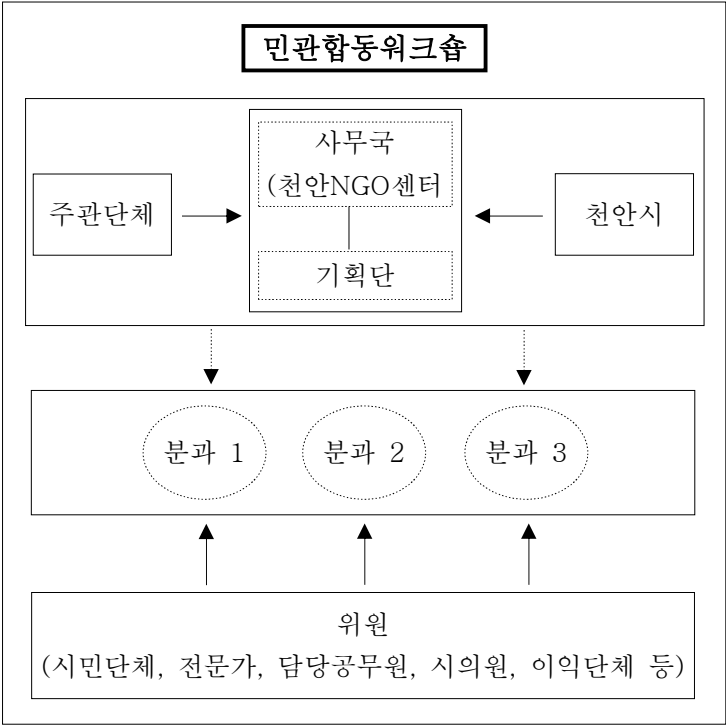 민관합동워크숍
사무국
(천안NGO센터
주관단체
천안시
기획단
분과 1
분과 2
분과 3
위원
(시민단체, 전문가, 담당공무원, 시의원, 이익단체 등)